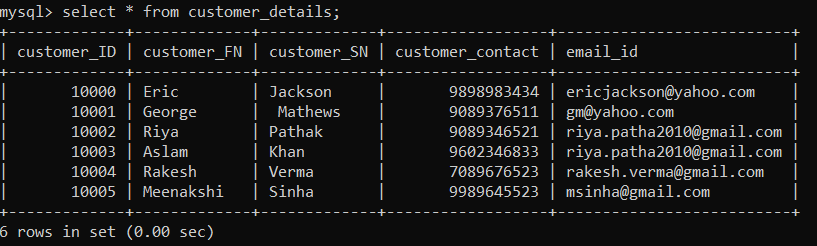 mysql> select * from customer_details;
+-------------+-------------+-------------+------------------+-------------------------+
| customer_ID | customer_FN | customer_SN | customer_contact | email_id                |
+-------------+-------------+-------------+------------------+-------------------------+
|       10000 | Eric        | Jackson     |       9898983434 | ericjackson@yahoo.com   |
|       10001 | George      |  Mathews    |       9089376511 | gm@yahoo.com            |
|       10002 | Riya        | Pathak      |       9089346521 | riya.patha2010@gmail.com |
|       10003 | Aslam       | Khan        |       9602346833 | riya.patha2010@gmail.com |
|       10004 | Rakesh      | Verma       |       7089676523 | rakesh.verma@gmail.com  |
|       10005 | Meenakshi   | Sinha       |       9989645523 | msinha@gmail.com        |
+-------------+-------------+-------------+------------------+-------------------------+
6 rows in set (0.00 sec)